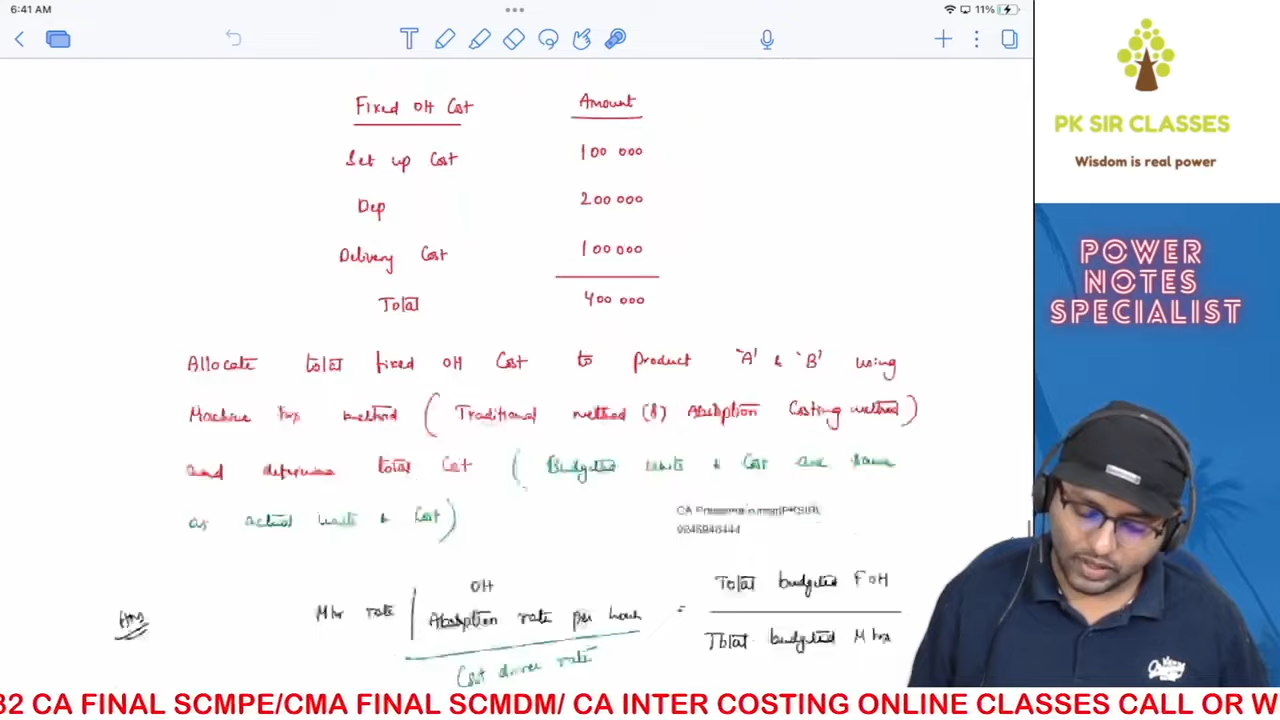 6:41 AM
11%
Fixed OH Cost Amount
Set up Cost 100 000
Dep 200 000
Delivery Cost 100 000
Total 400 000
Allocate total fixed OH Cost to product 'A' & 'B' using
Machine hrs method ( Traditional method (&) Absorption Costing method )
and determine total Cost ( Budgeted units & Cost are same
as actual units & Cost )
9245946444
Ans
M hr rate | OH Absorption rate per hour = Total budgeted F OH
Total budgeted M hrs
Cost driver rate
PK SIR CLASSES
Wisdom is real power
POWER
NOTES
SPECIALIST
32 CA FINAL SCMPE/CMA FINAL SCMDM/ CA INTER COSTING ONLINE CLASSES CALL OR W